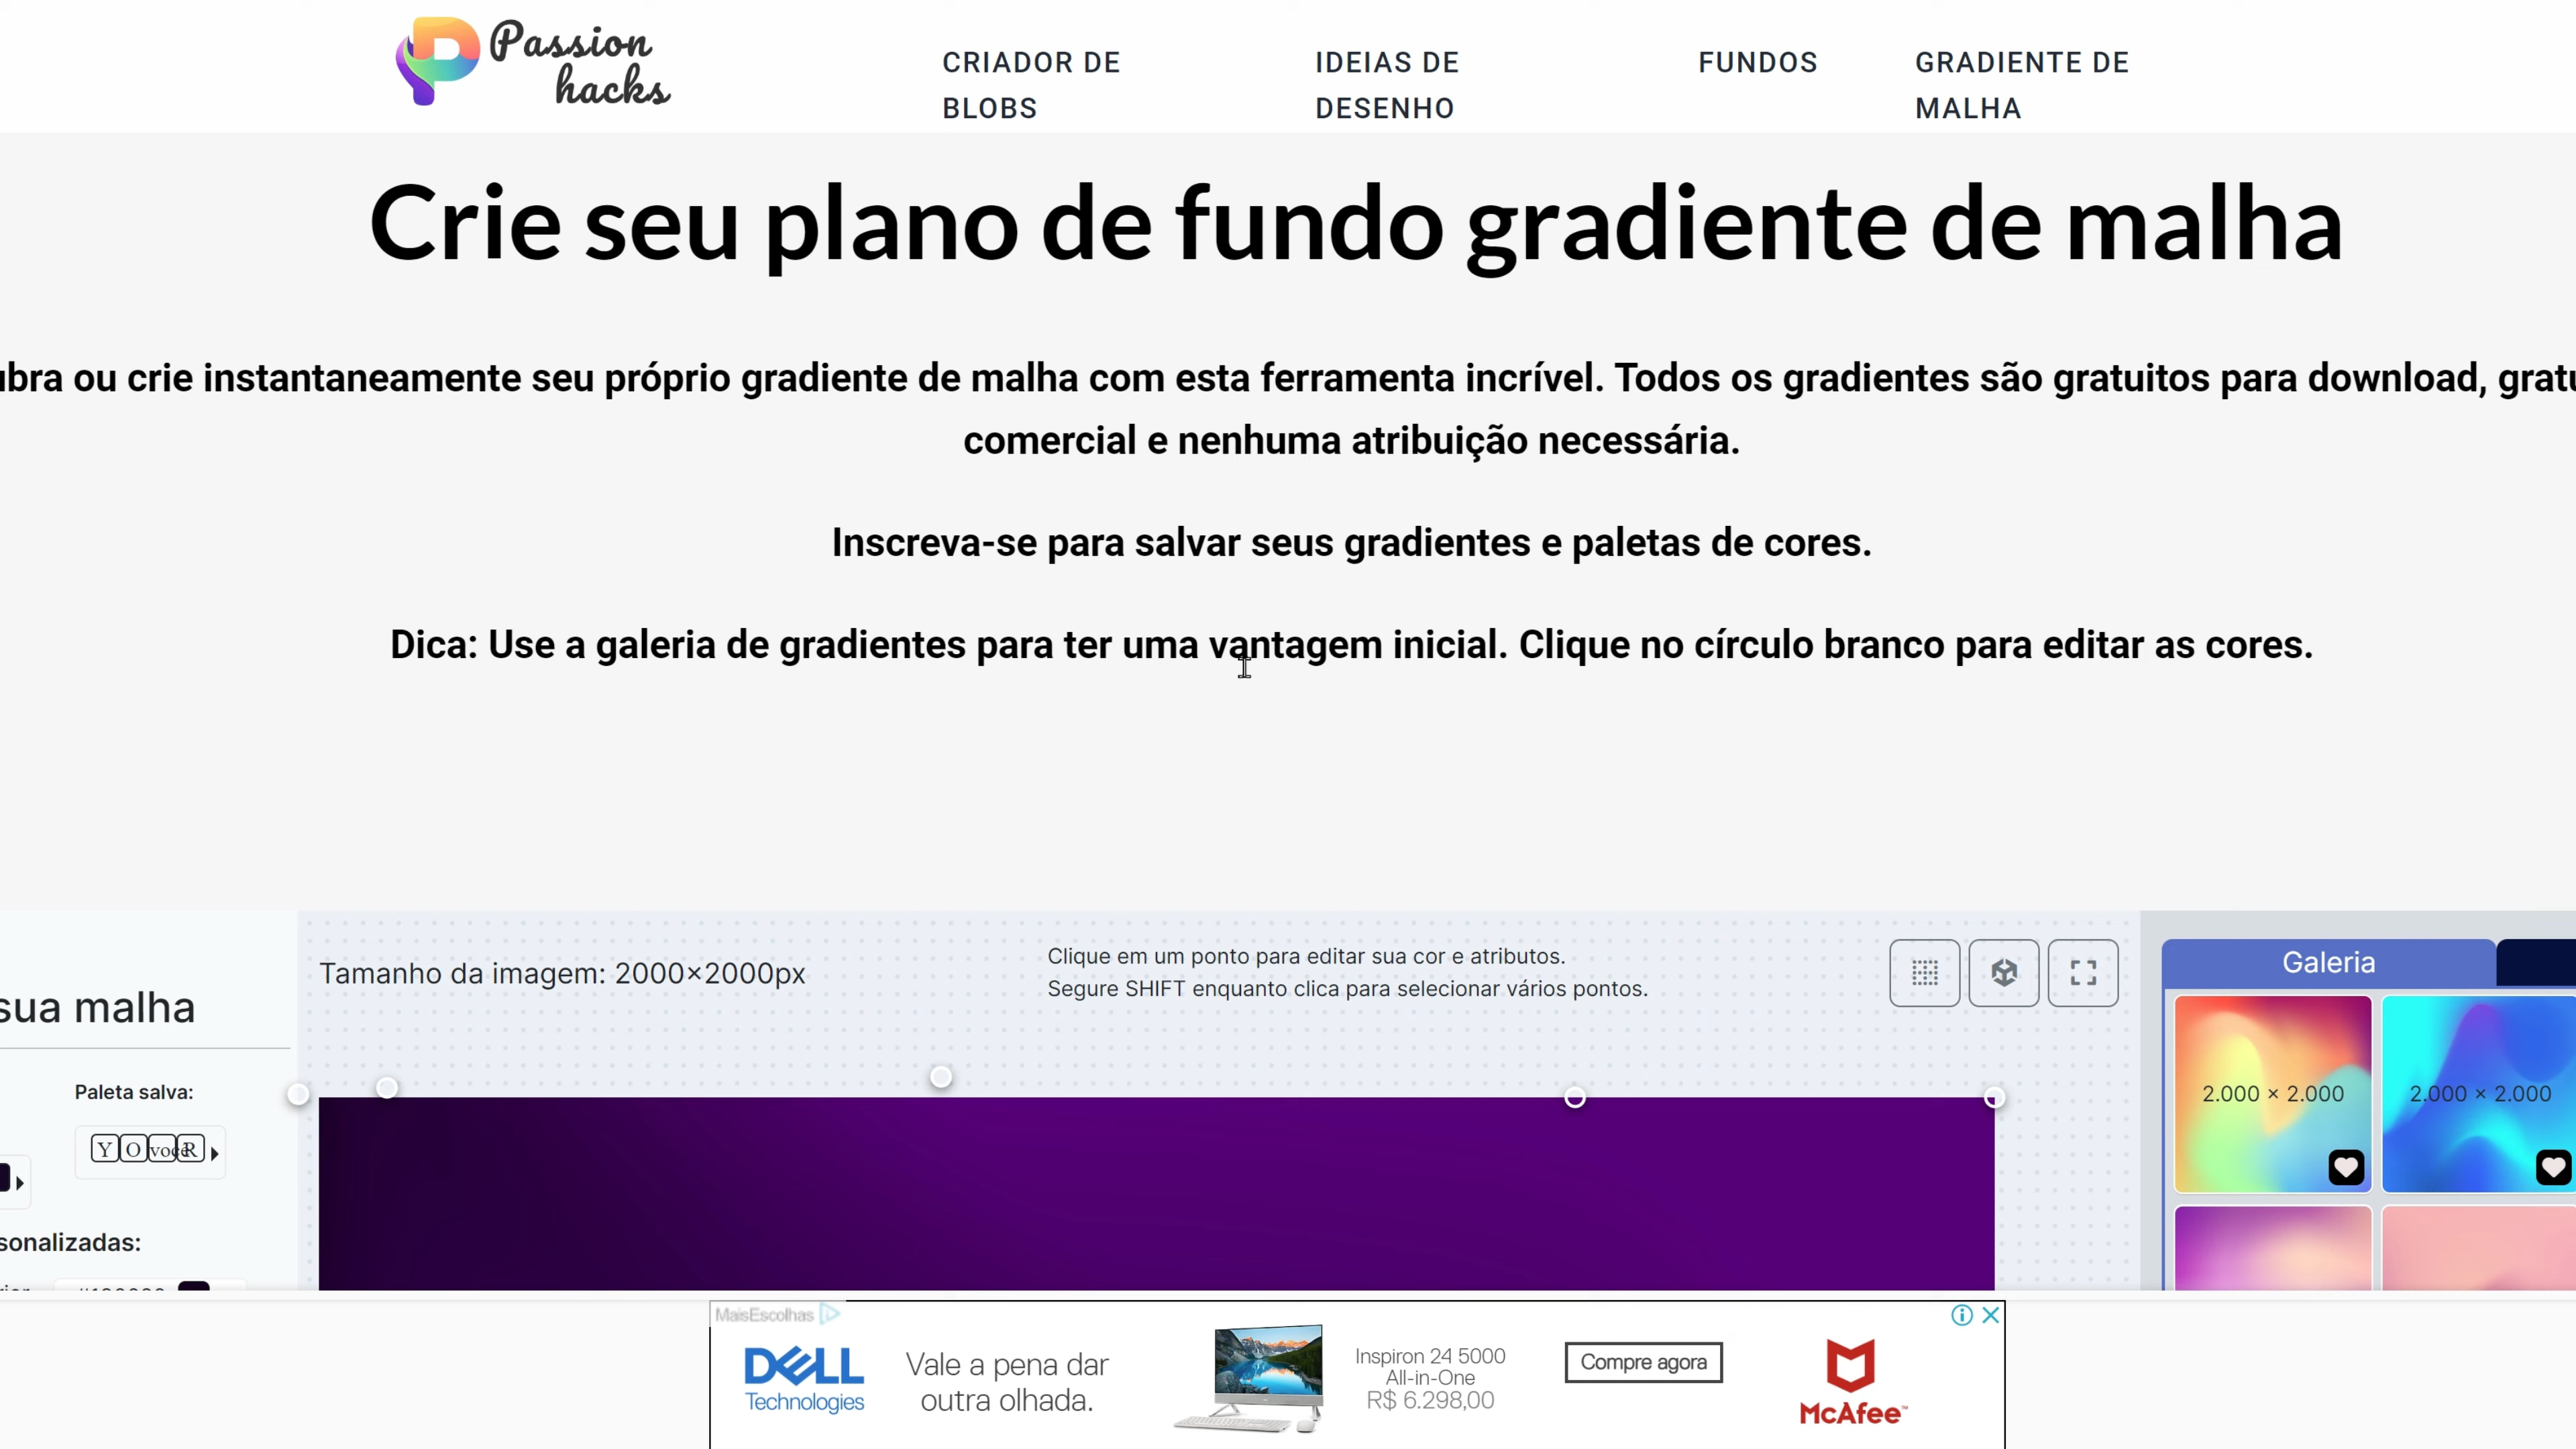 Passion
hacks
CRIADOR DE
BLOBS
IDEIAS DE
DESENHO
FUNDOS
GRADIENTE DE
MALHA
Crie seu plano de fundo gradiente de malha
ou crie instantaneamente seu próprio gradiente de malha com esta ferramenta incrível. Todos os gradientes são gratuitos para download,
comercial e nenhuma atribuição necessária.
Inscreva-se para salvar seus gradientes e paletas de cores.
Dica: Use a galeria de gradientes para ter uma vantagem inicial. Clique no círculo branco para editar as cores.
sua malha
Paleta salva:
Y O você R
sonalizadas:
Tamanho da imagem: 2000×2000px
Clique em um ponto para editar sua cor e atributos.
Segure SHIFT enquanto clica para selecionar vários pontos.
Galeria
2.000 × 2.000
2.000 × 2.000
MaisEscolhas
DELL
Technologies
Vale a pena dar
outra olhada.
Inspiron 24 5000
All-in-One
R$ 6.298,00
Compre agora
McAfee™